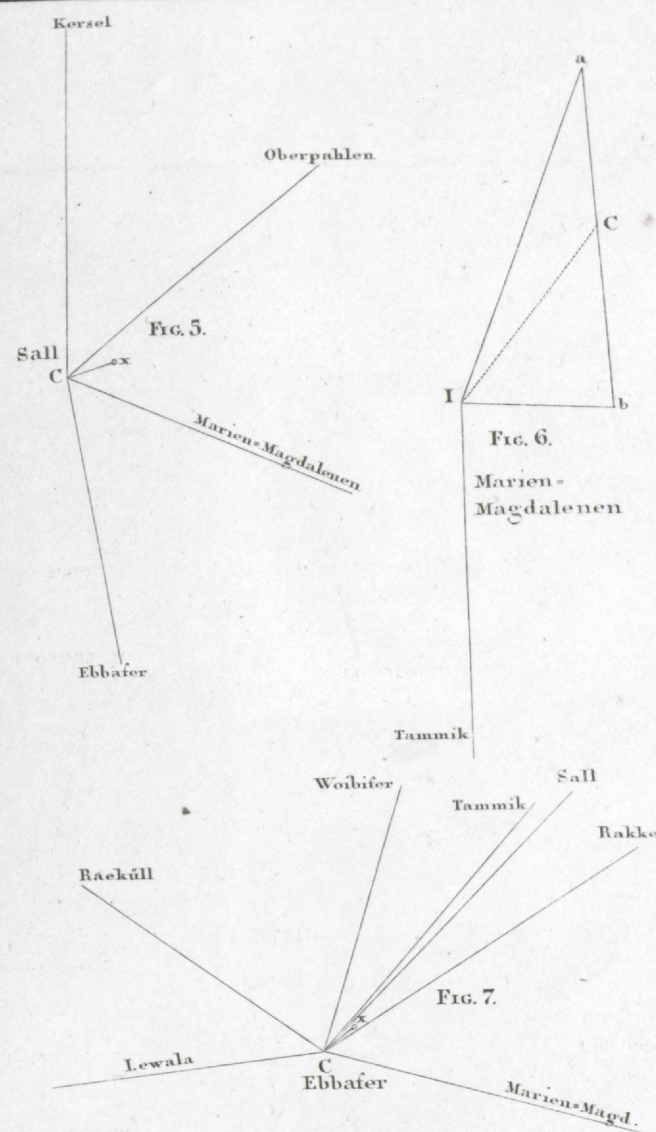 Kersel
Oberpahlen
Fig. 5.
Sall
C
x
Marien=Magdalenen
Ebbafer
a
C
I
b
Fig. 6.
Marien=
Magdalenen
Tammik
Woibifer
Tammik
Sall
Rakke
Raeküll
Fig. 7.
x
Lewala
C
Ebbafer
Marien=Magd.